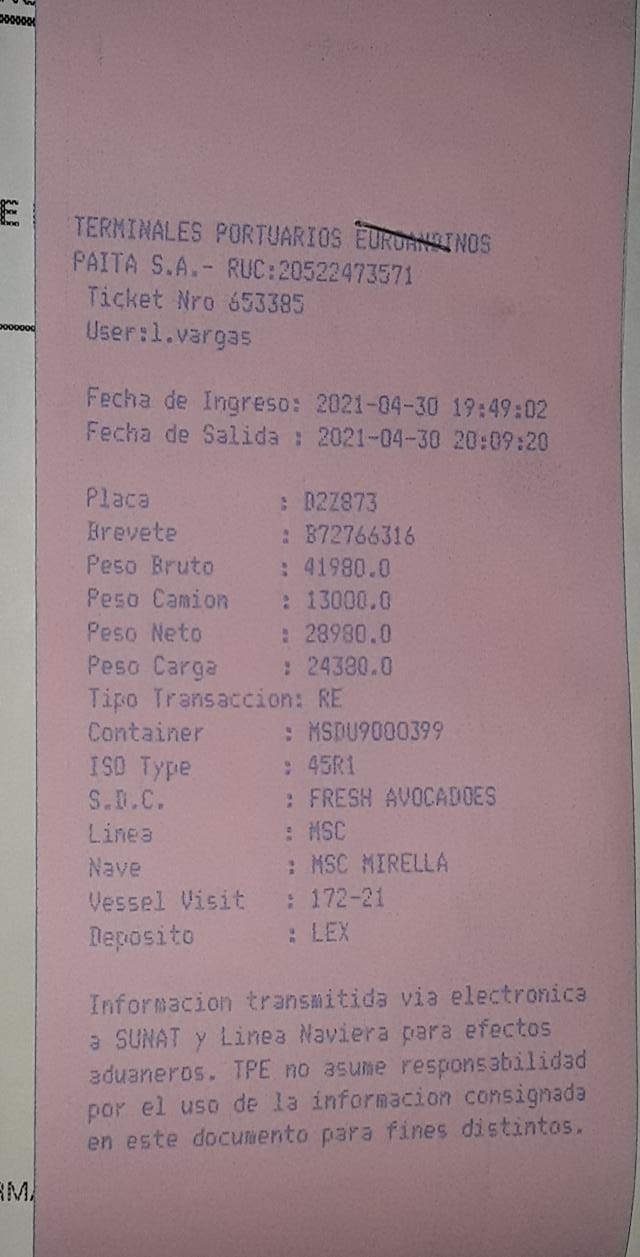 E
TERMINALES PORTUARIOS EUROANDINOS
PAITA S.A.- RUC:20522473571
Ticket Nro 653385
User:l.vargas
Fecha de Ingreso: 2021-04-30 19:49:02
Fecha de Salida : 2021-04-30 20:09:20
Placa : D2Z873
Brevete : B72766316
Peso Bruto : 41980.0
Peso Camion : 13000.0
Peso Neto : 28980.0
Peso Carga : 24380.0
Tipo Transaccion: RE
Container : MSDU9000399
ISO Type : 45R1
S.D.C. : FRESH AVOCADOES
Linea : MSC
Nave : MSC MIRELLA
Vessel Visit : 172-21
Deposito : LEX
Informacion transmitida via electronica
a SUNAT y Linea Naviera para efectos
aduaneros. TPE no asume responsabilidad
por el uso de la informacion consignada
en este documento para fines distintos.